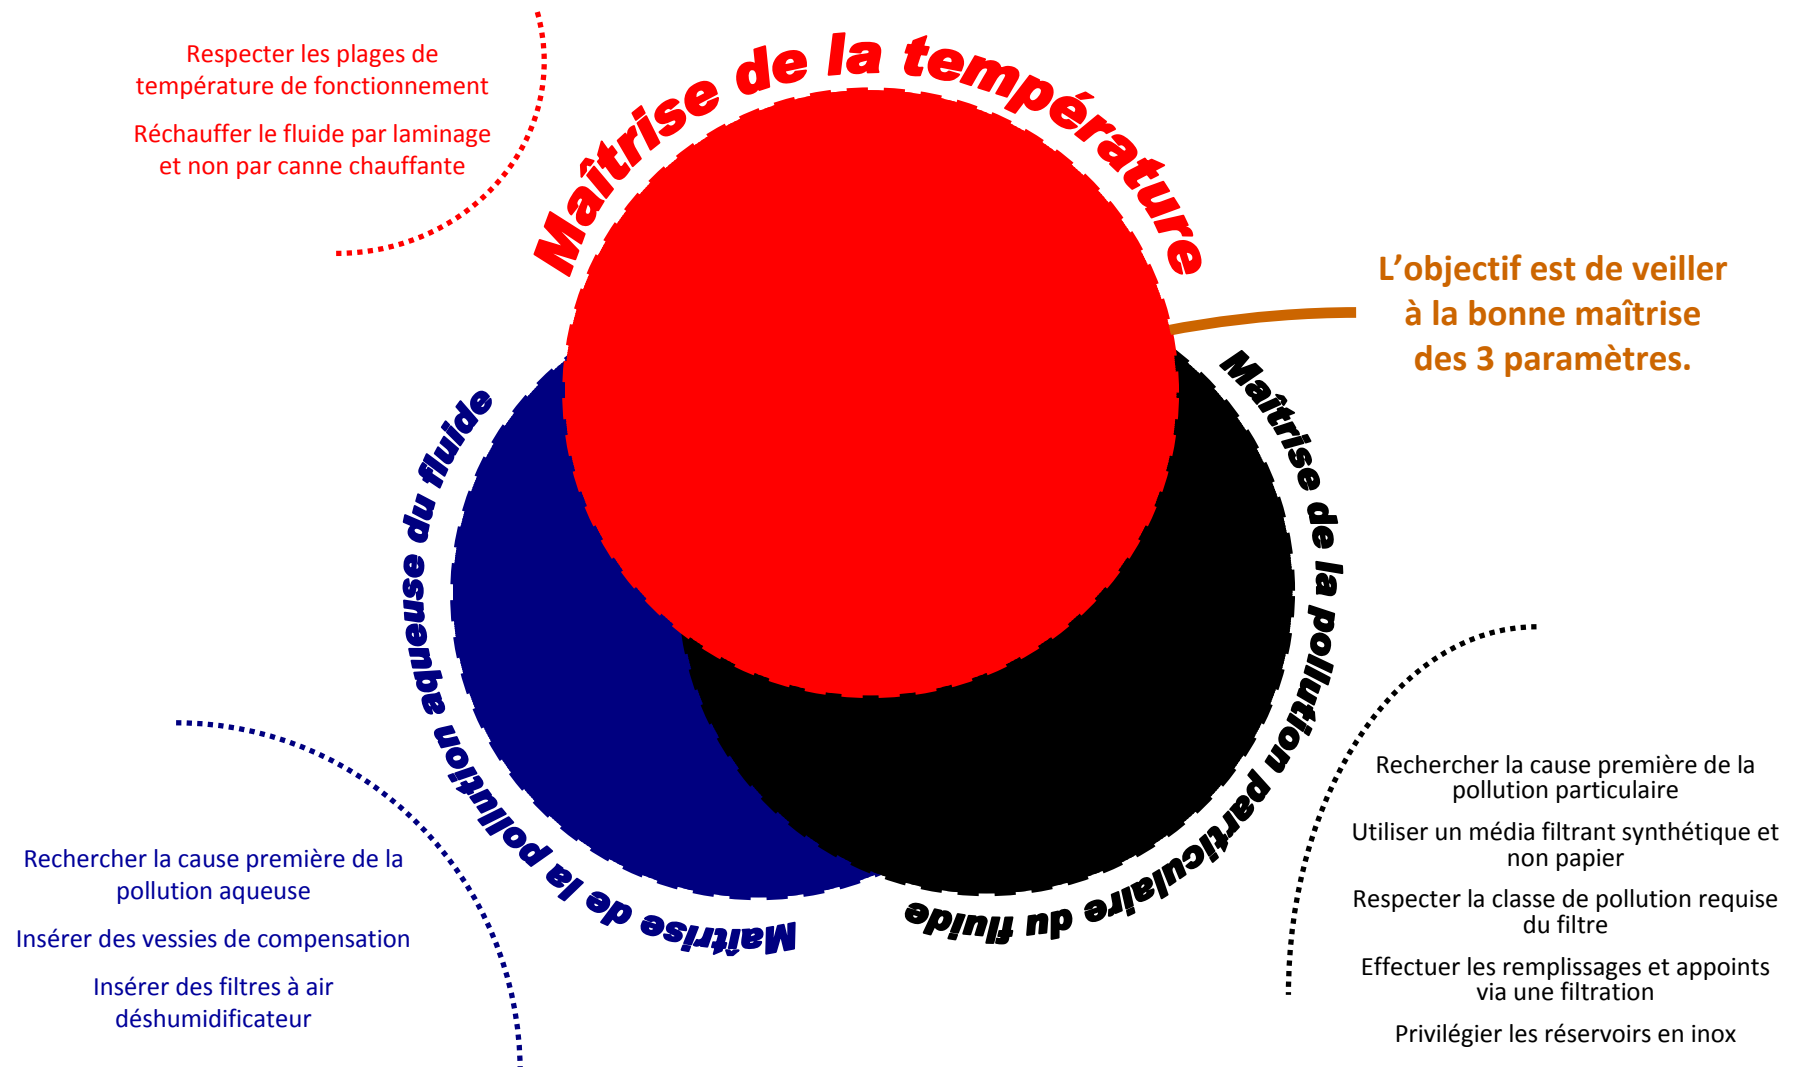 Respecter les plages de
température de fonctionnement
Réchauffer le fluide par laminage
et non par canne chauffante
Maîtrise de la température
L’objectif est de veiller
à la bonne maîtrise
des 3 paramètres.
Maîtrise de la pollution aqueuse du fluide
Maîtrise de la pollution particulaire du fluide
Rechercher la cause première de la
pollution aqueuse
Insérer des vessies de compensation
Insérer des filtres à air
déshumidificateur
Rechercher la cause première de la
pollution particulaire
Utiliser un média filtrant synthétique et
non papier
Respecter la classe de pollution requise
du filtre
Effectuer les remplissages et appoints
via une filtration
Privilégier les réservoirs en inox